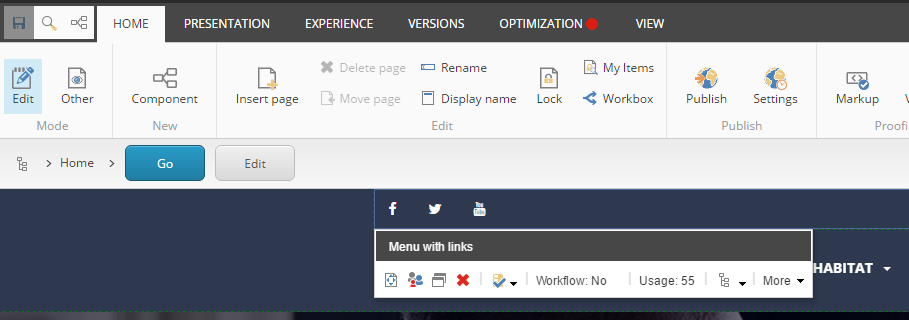 HOME PRESENTATION EXPERIENCE VERSIONS OPTIMIZATION VIEW
Delete page Rename My Items
Edit Other Component Insert page Move page Display name Lock Workbox Publish Settings Markup
Mode New Edit Publish Proofi
Home Go Edit
You Tube
Menu with links
Workflow: No Usage: 55 More
HABITAT